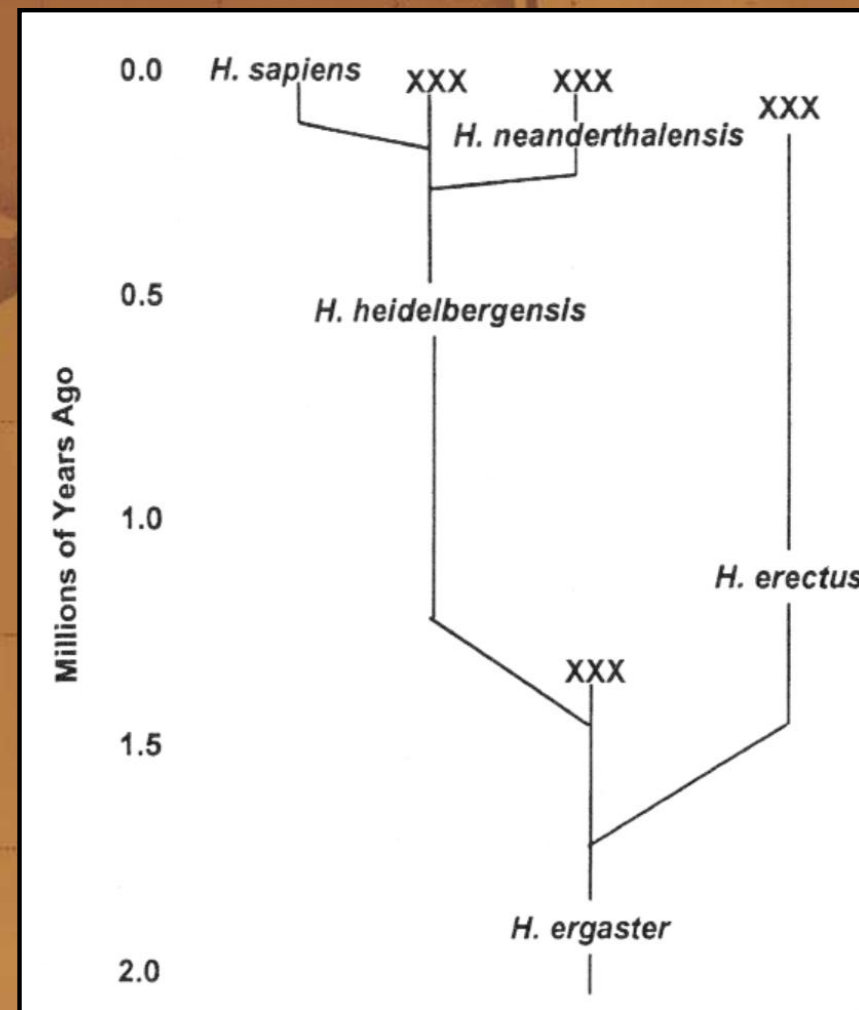 0.0
H. sapiens
XXX
XXX
XXX
H. neanderthalensis
0.5
H. heidelbergensis
Millions of Years Ago
1.0
H. erectus
XXX
1.5
H. ergaster
2.0